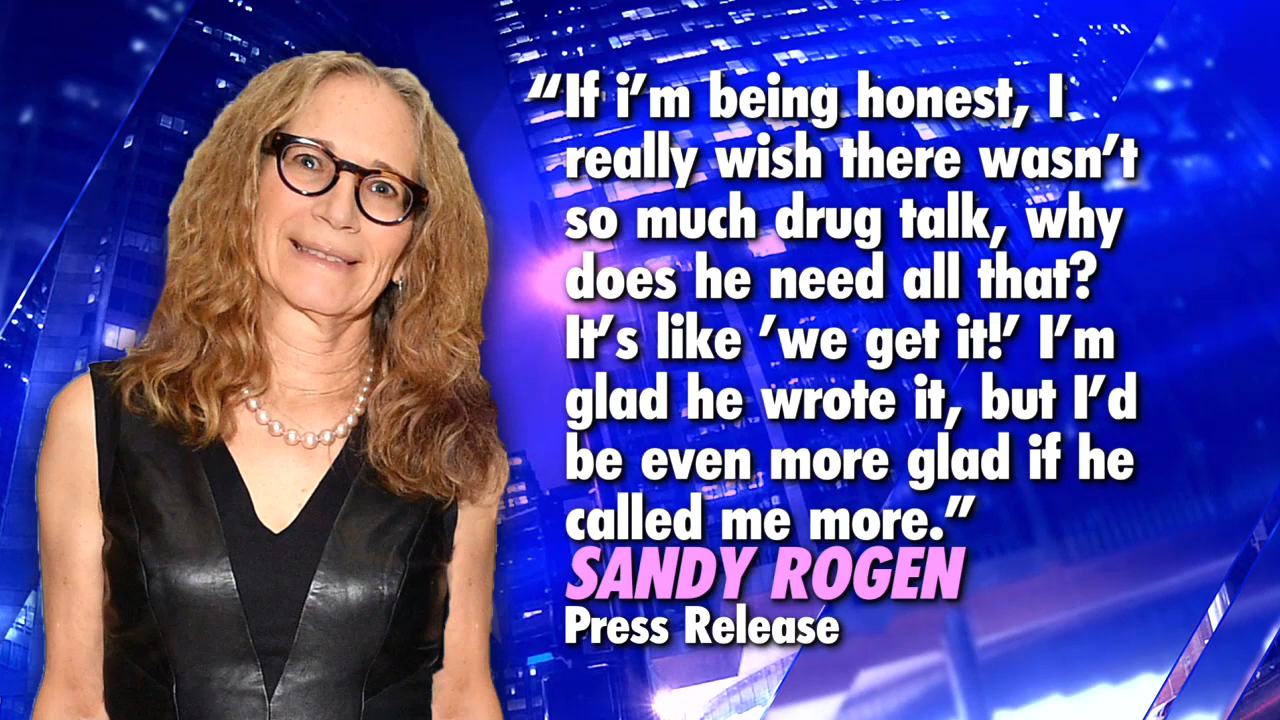 “If i’m being honest, I
really wish there wasn’t
so much drug talk, why
does he need all that?
It’s like ’we get it!’ I’m
glad he wrote it, but I’d
be even more glad if he
called me more.”
SANDY ROGEN
Press Release